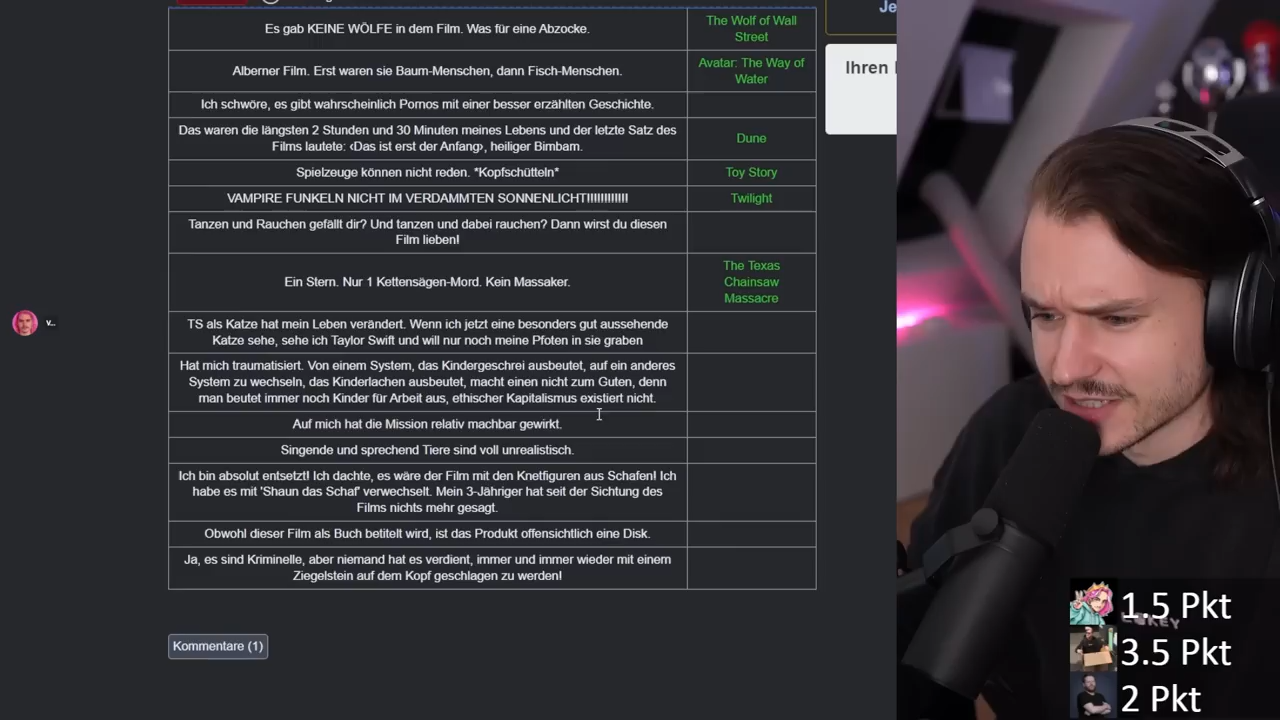 Je
Es gab KEINE WÖLFE in dem Film. Was für eine Abzocke.
The Wolf of Wall
Street
Alberner Film. Erst waren sie Baum-Menschen, dann Fisch-Menschen.
Avatar: The Way of
Water
Ihren
Ich schwöre, es gibt wahrscheinlich Pornos mit einer besser erzählten Geschichte.
Das waren die längsten 2 Stunden und 30 Minuten meines Lebens und der letzte Satz des
Films lautete: ‹Das ist erst der Anfang›, heiliger Bimbam.
Dune
Spielzeuge können nicht reden. *Kopfschütteln*
Toy Story
VAMPIRE FUNKELN NICHT IM VERDAMMTEN SONNENLICHT!!!!!!!!!!!!
Twilight
Tanzen und Rauchen gefällt dir? Und tanzen und dabei rauchen? Dann wirst du diesen
Film lieben!
Ein Stern. Nur 1 Kettensägen-Mord. Kein Massaker.
The Texas
Chainsaw
Massacre
v...
TS als Katze hat mein Leben verändert. Wenn ich jetzt eine besonders gut aussehende
Katze sehe, sehe ich Taylor Swift und will nur noch meine Pfoten in sie graben
Hat mich traumatisiert. Von einem System, das Kindergeschrei ausbeutet, auf ein anderes
System zu wechseln, das Kinderlachen ausbeutet, macht einen nicht zum Guten, denn
man beutet immer noch Kinder für Arbeit aus, ethischer Kapitalismus existiert nicht.
Auf mich hat die Mission relativ machbar gewirkt.
Singende und sprechend Tiere sind voll unrealistisch.
Ich bin absolut entsetzt! Ich dachte, es wäre der Film mit den Knetfiguren aus Schafen! Ich
habe es mit 'Shaun das Schaf' verwechselt. Mein 3-Jähriger hat seit der Sichtung des
Films nichts mehr gesagt.
Obwohl dieser Film als Buch betitelt wird, ist das Produkt offensichtlich eine Disk.
Ja, es sind Kriminelle, aber niemand hat es verdient, immer und immer wieder mit einem
Ziegelstein auf dem Kopf geschlagen zu werden!
Kommentare (1)
1.5 Pkt
3.5 Pkt
2 Pkt